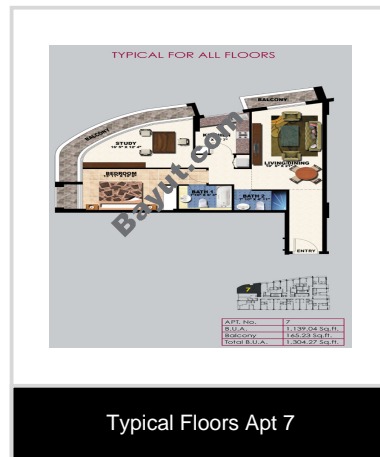 TYPICAL FOR ALL FLOORS
BALCONY
BALCONY
STUDY
LIVING/DINING
BEDROOM
BATH 1
BATH 2
ENTRY
Bayut.com
7
APT. No. 7
B.U.A. 1,139.04 Sq.ft.
Balcony 165.23 Sq.ft.
Total B.U.A. 1,304.27 Sq.ft.
Typical Floors Apt 7